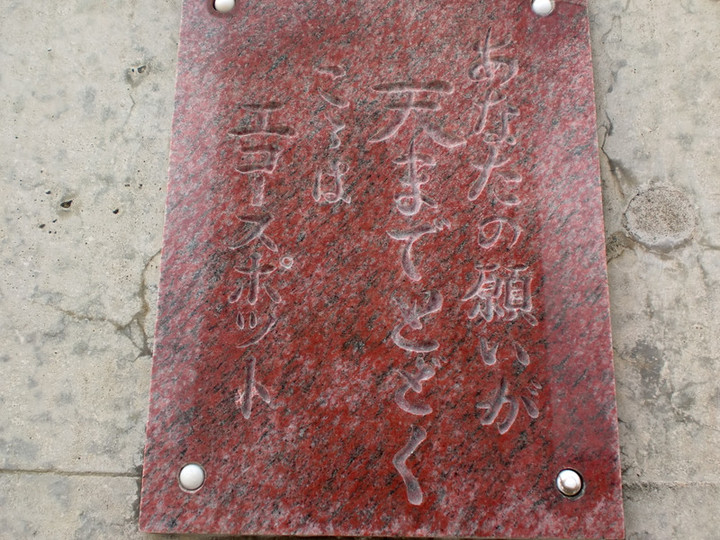 あなたの願いが
天までとどく
こゝは
エコースポット